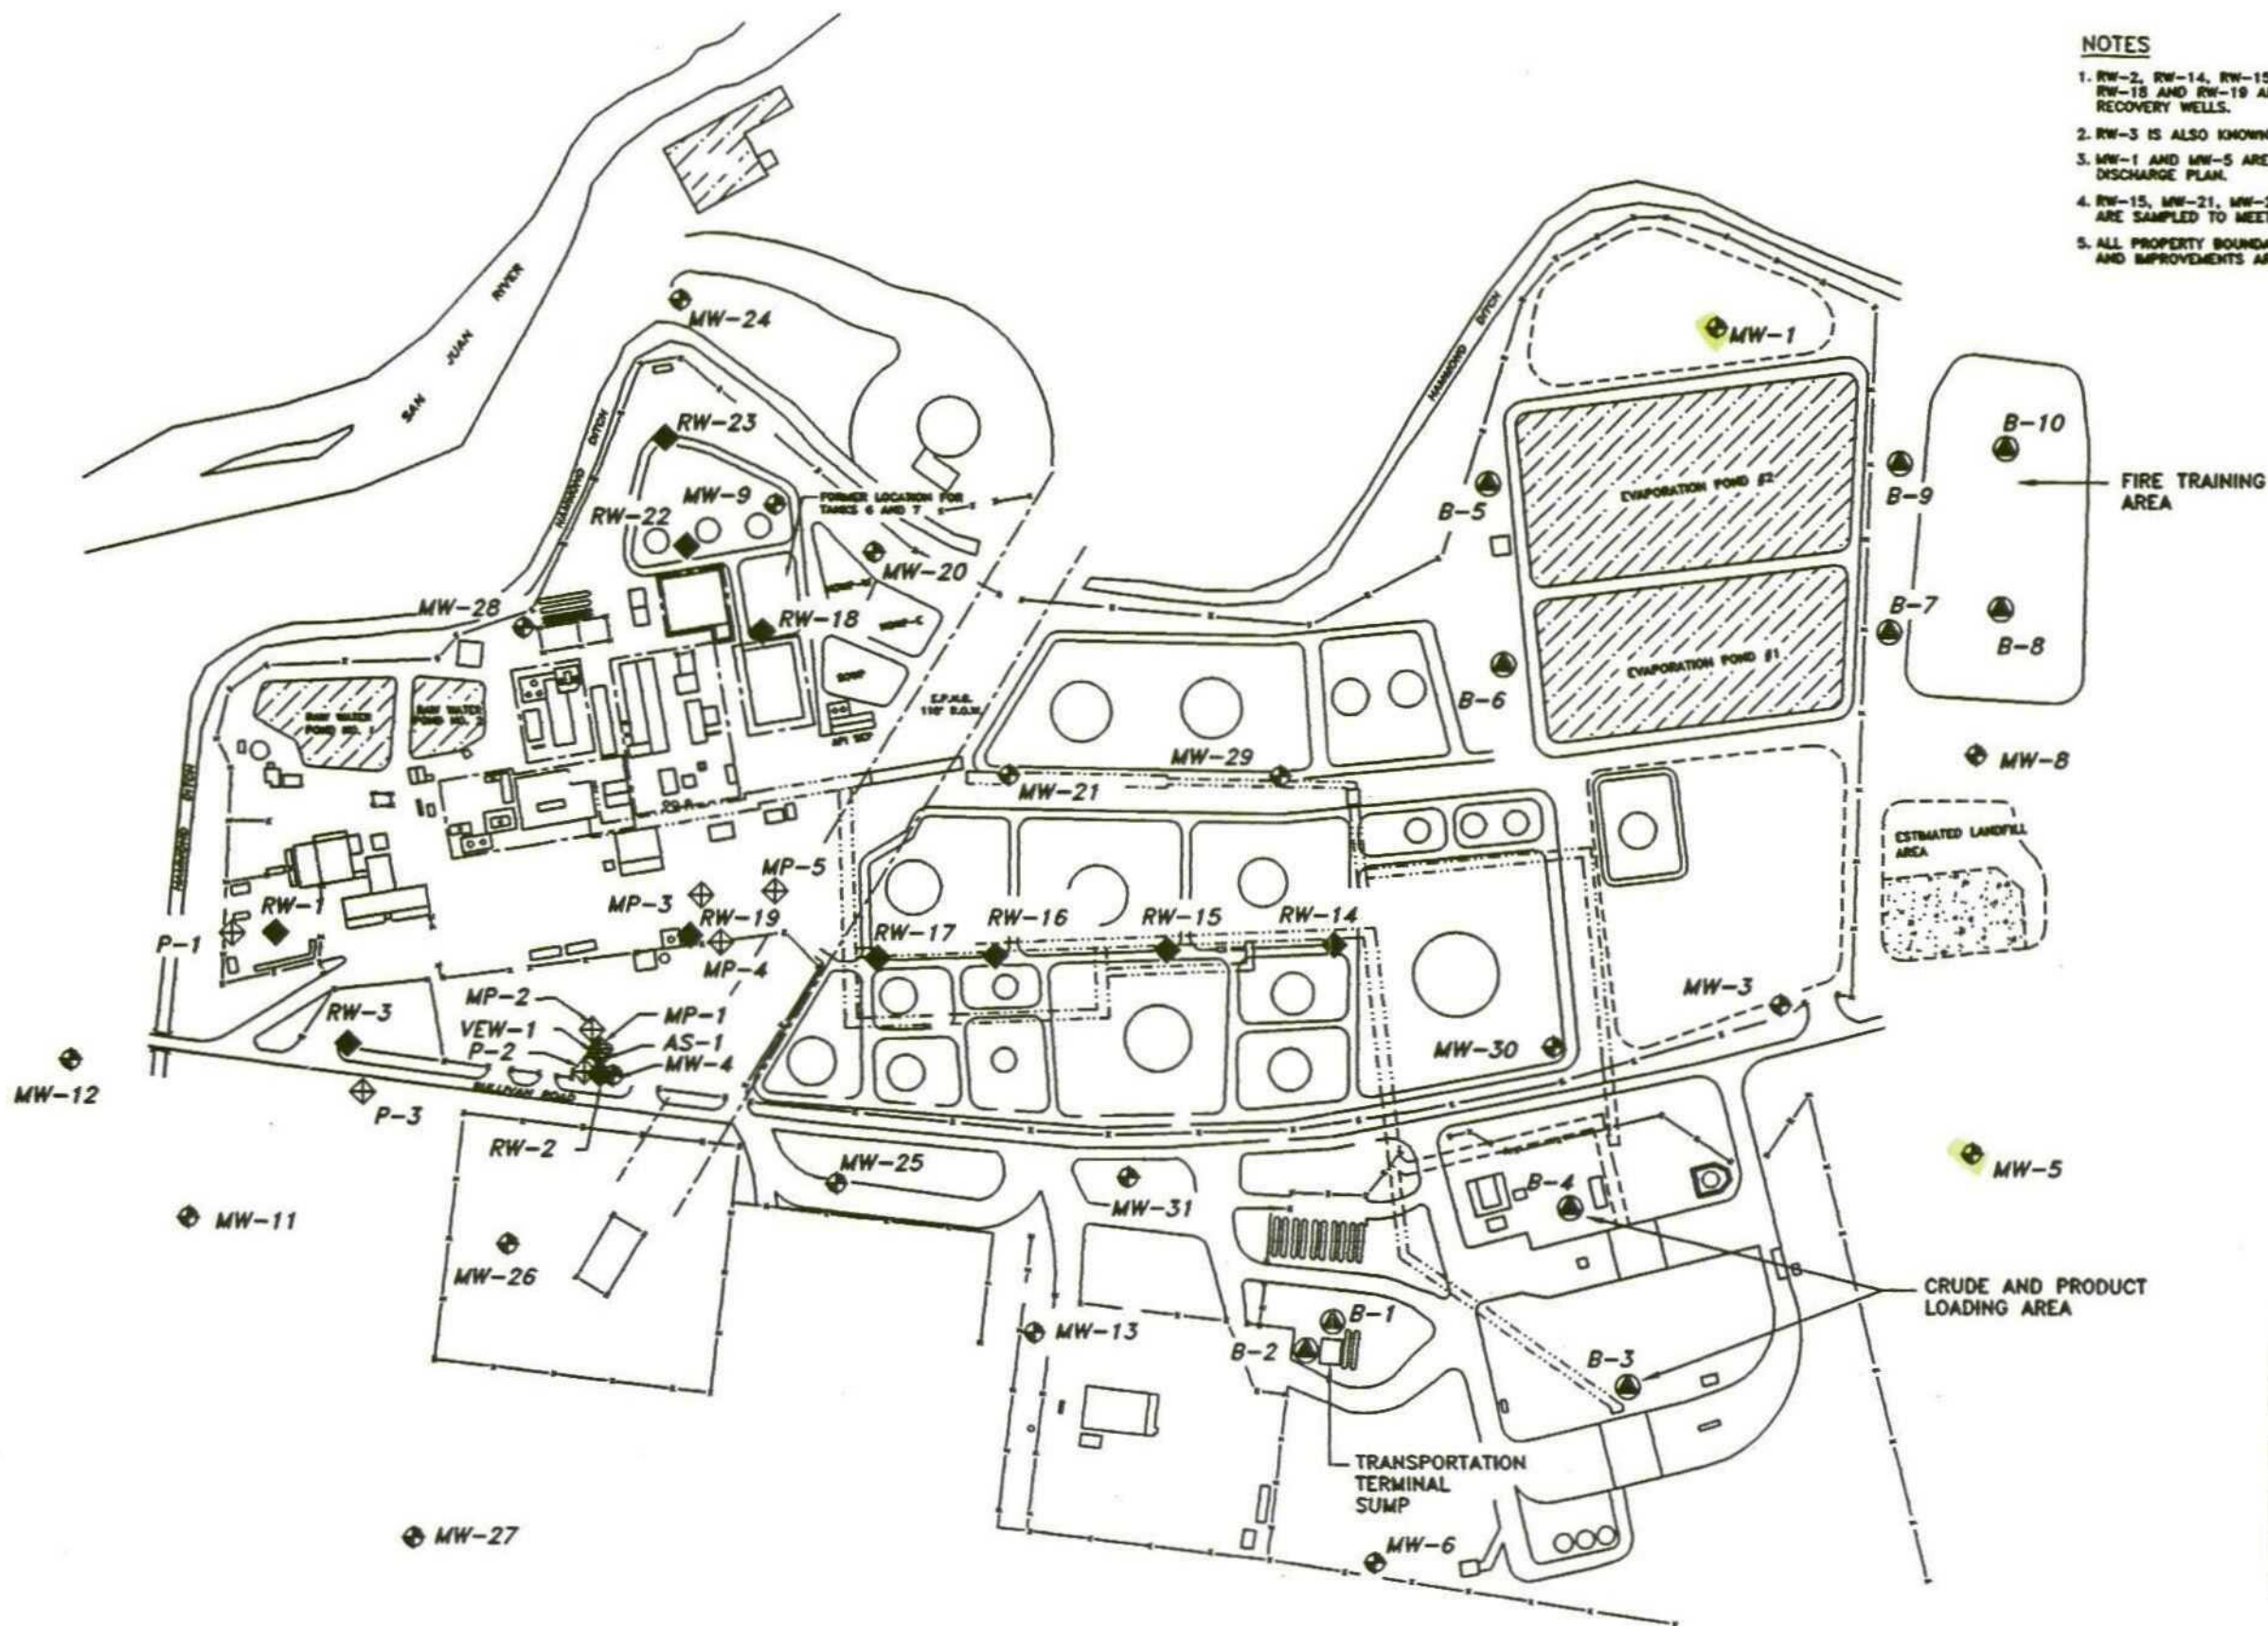 NOTES
1. RW-2, RW-14, RW-15
RW-18 AND RW-19
RECOVERY WELLS.
2. RW-3 IS ALSO KNOWN
3. MW-1 AND MW-5 ARE
DISCHARGE PLAN.
4. RW-15, MW-21,
ARE SAMPLED TO MEET
5. ALL PROPERTY
AND IMPROVEMENTS
SAN JUAN RIVER
MW-24
HAMMOND DITCH
MW-1
RW-23
B-10
HAMMOND DITCH
MW-9
FORMER LOCATION FOR
TANKS 6 AND 7
EVAPORATION POND #2
FIRE TRAINING
AREA
B-9
RW-22
B-5
MW-20
MW-28
RW-18
B-7
B-8
EVAPORATION POND #1
B-6
RAW WATER
POND NO. 1
RAW WATER
POND NO. 2
API SEP
MW-29
MW-8
MW-21
HAMMOND DITCH
ESTIMATED LANDFILL
AREA
MP-5
MP-3
RW-1
RW-19
RW-17
RW-16
RW-15
RW-14
P-1
MP-4
MP-2
MW-3
RW-3
MP-1
VEW-1
AS-1
P-2
MW-30
MW-4
MW-12
SULLIVAN ROAD
P-3
RW-2
MW-25
MW-5
B-4
MW-31
MW-11
MW-26
CRUDE AND PRODUCT
LOADING AREA
B-1
MW-13
B-2
B-3
TRANSPORTATION
TERMINAL
SUMP
MW-27
MW-6